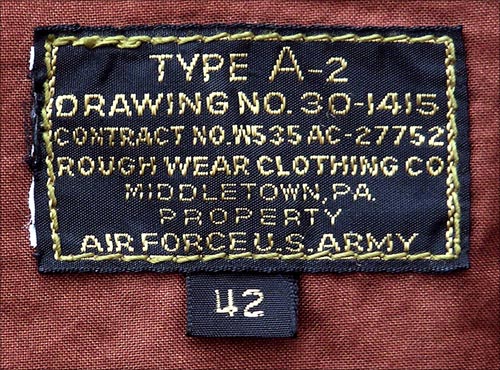 TYPE A-2
DRAWING NO. 30-1415
CONTRACT NO. W535 AC-27752
ROUGH WEAR CLOTHING CO
MIDDLETOWN, PA.
PROPERTY
AIR FORCE U.S. ARMY
42